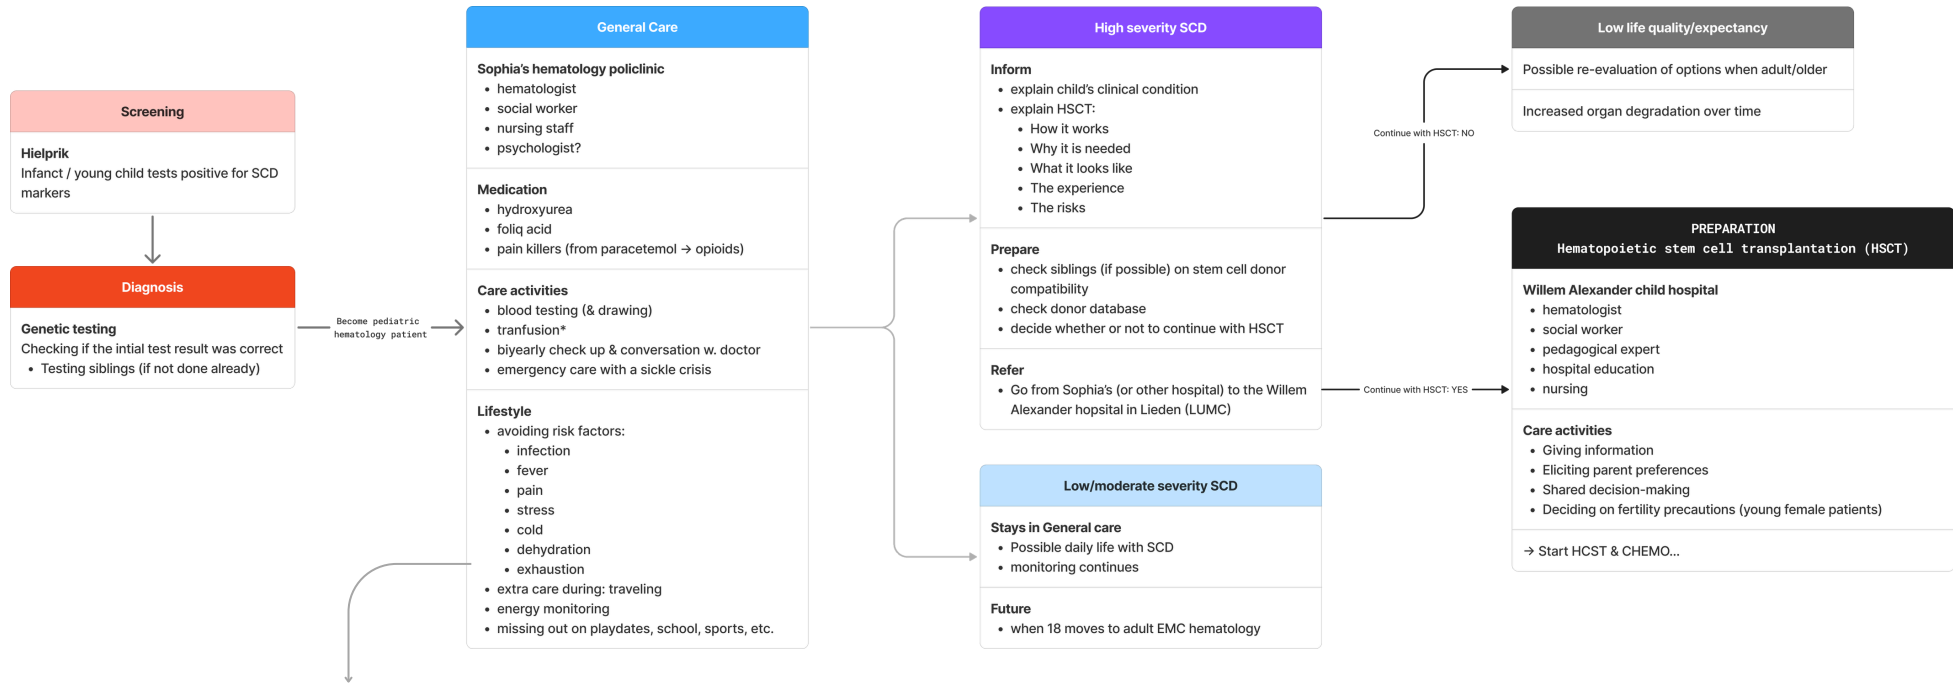 Screening
Hielprik
Infanct / young child tests positive for SCD
markers
Diagnosis
Genetic testing
Checking if the intial test result was correct
• Testing siblings (if not done already)
Become pediatric
hematology patient
General Care
Sophia's hematology policlinic
• hematologist
• social worker
• nursing staff
• psychologist?
Medication
• hydroxyurea
• foliq acid
• pain killers (from paracetemol → opioids)
Care activities
• blood testing (& drawing)
• tranfusion*
• biyearly check up & conversation w. doctor
• emergency care with a sickle crisis
Lifestyle
• avoiding risk factors:
• infection
• fever
• pain
• stress
• cold
• dehydration
• exhaustion
• extra care during: traveling
• energy monitoring
• missing out on playdates, school, sports, etc.
High severity SCD
Inform
• explain child's clinical condition
• explain HSCT:
• How it works
• Why it is needed
• What it looks like
• The experience
• The risks
Prepare
• check siblings (if possible) on stem cell donor
compatibility
• check donor database
• decide whether or not to continue with HSCT
Refer
• Go from Sophia's (or other hospital) to the Willem
Alexander hopsital in Lieden (LUMC)
Low/moderate severity SCD
Stays in General care
• Possible daily life with SCD
• monitoring continues
Future
• when 18 moves to adult EMC hematology
Continue with HSCT: NO
Continue with HSCT: YES
Low life quality/expectancy
Possible re-evaluation of options when adult/older
Increased organ degradation over time
PREPARATION
Hematopoietic stem cell transplantation (HSCT)
Willem Alexander child hospital
• hematologist
• social worker
• pedagogical expert
• hospital education
• nursing
Care activities
• Giving information
• Eliciting parent preferences
• Shared decision-making
• Deciding on fertility precautions (young female patients)
→ Start HCST & CHEMO...